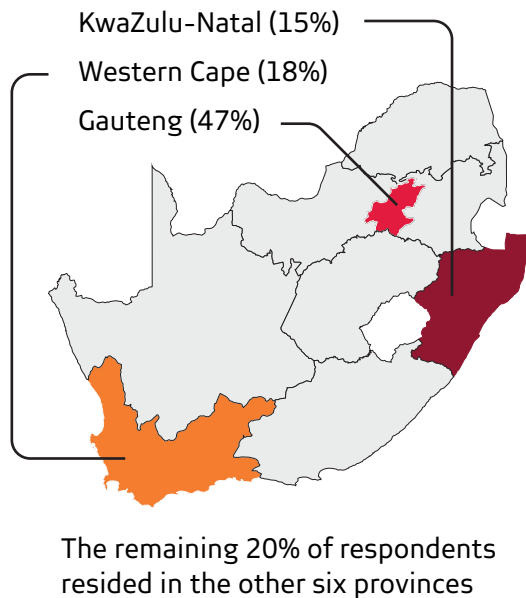 KwaZulu-Natal (15%)
Western Cape (18%)
Gauteng (47%)
The remaining 20% of respondents
resided in the other six provinces